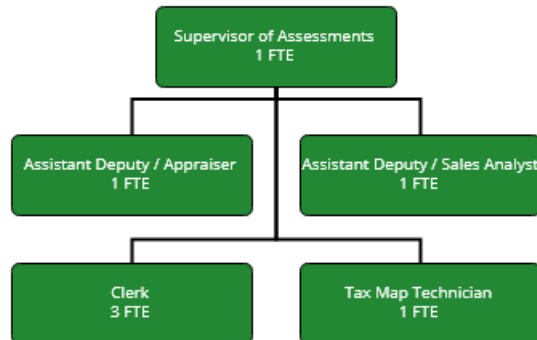 Supervisor of Assessments
1 FTE
Assistant Deputy / Appraiser
1 FTE
Assistant Deputy / Sales Analyst
1 FTE
Clerk
3 FTE
Tax Map Technician
1 FTE